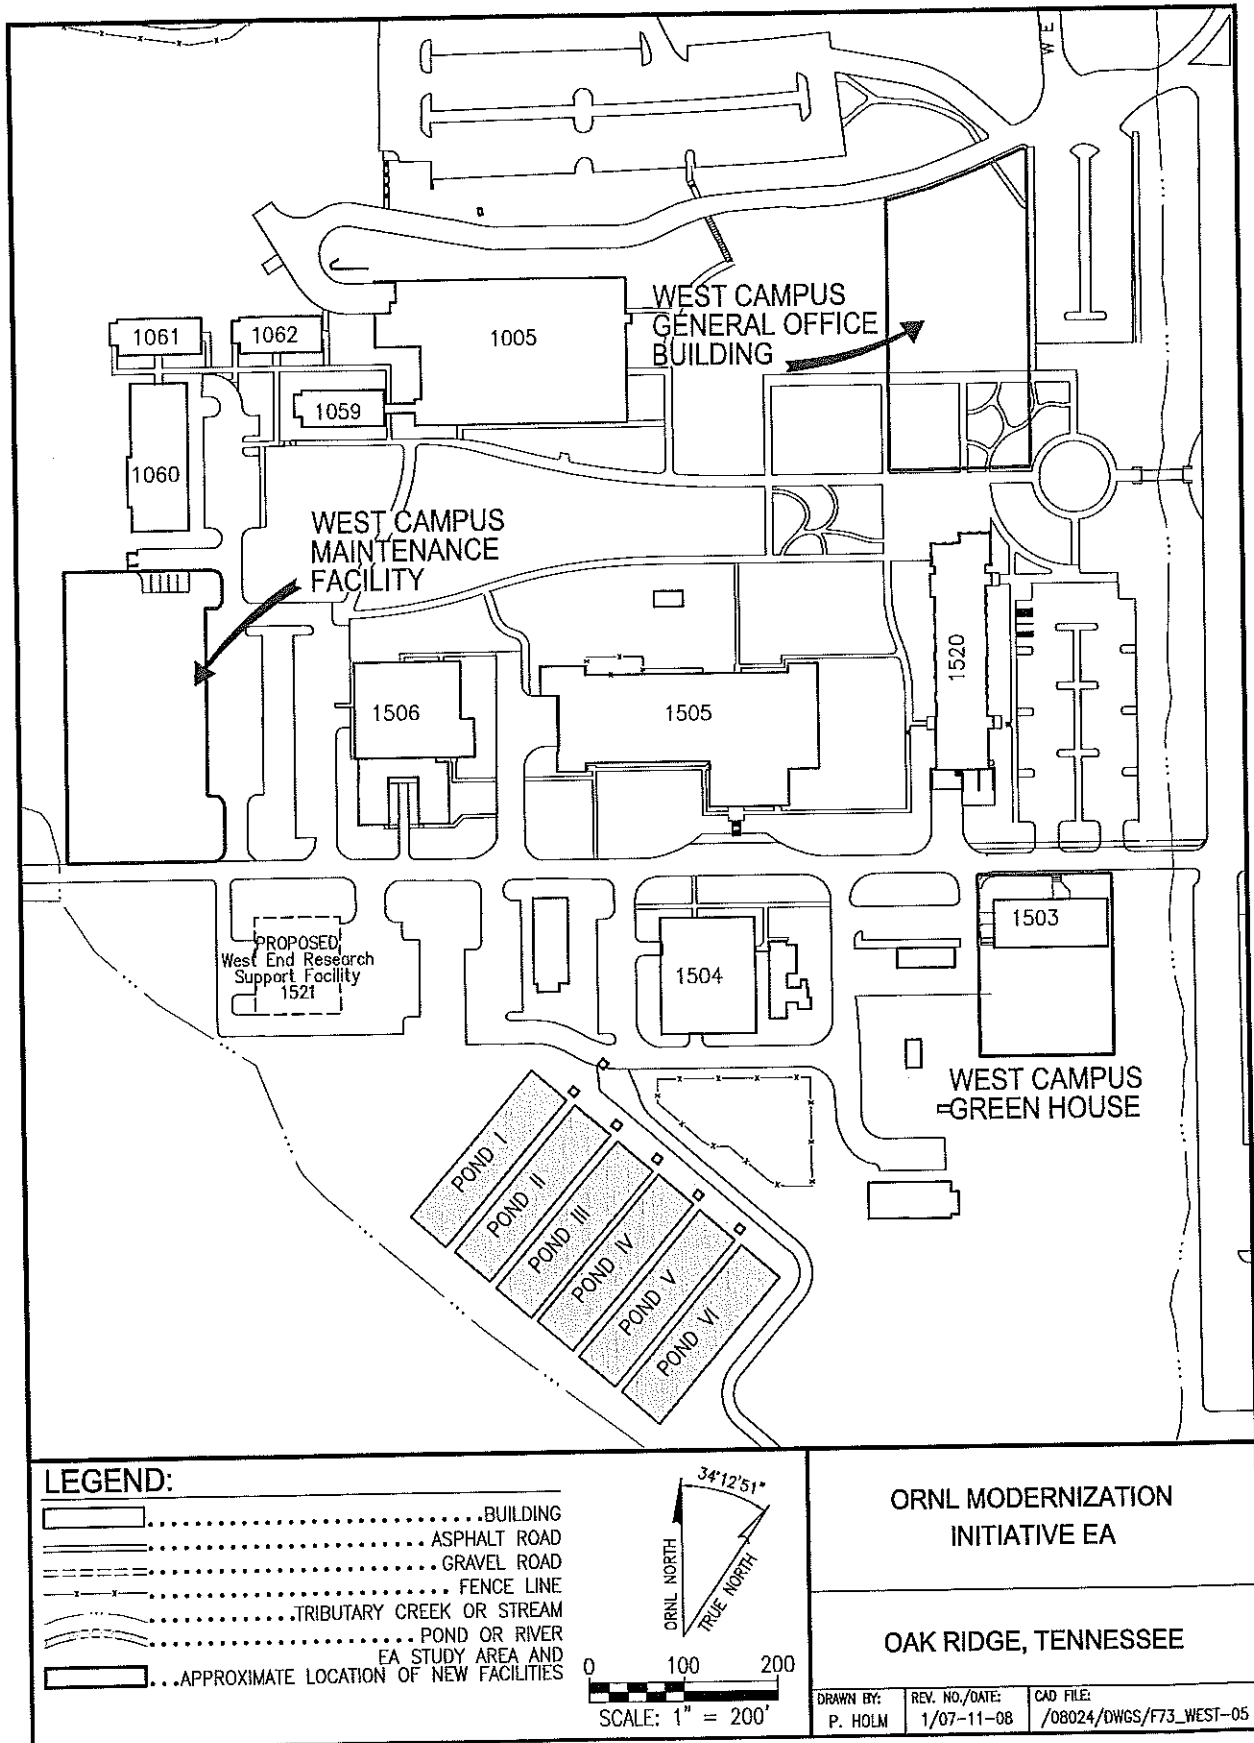 WE
WEST CAMPUS
GENERAL OFFICE
BUILDING
1061
1062
1005
1059
1060
WEST CAMPUS
MAINTENANCE
FACILITY
1520
1506
1505
PROPOSED
West End Research
Support Facility
1521
1504
1503
WEST CAMPUS
GREEN HOUSE
POND I
POND II
POND III
POND IV
POND V
POND VI
LEGEND:
BUILDING
ASPHALT ROAD
GRAVEL ROAD
FENCE LINE
TRIBUTARY CREEK OR STREAM
POND OR RIVER
EA STUDY AREA AND
...APPROXIMATE LOCATION OF NEW FACILITIES
34°12'51"
ORNL NORTH
TRUE NORTH
0 100 200
SCALE: 1" = 200'
ORNL MODERNIZATION
INITIATIVE EA
OAK RIDGE, TENNESSEE
DRAWN BY:
P. HOLM
REV. NO./DATE:
1/07-11-08
CAD FILE:
/08024/DWGS/F73_WEST-05